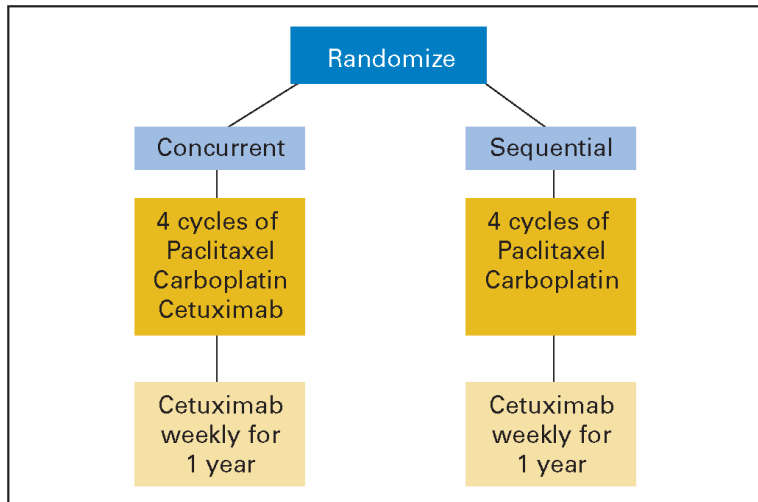 Randomize
Concurrent
Sequential
4 cycles of
Paclitaxel
Carboplatin
Cetuximab
4 cycles of
Paclitaxel
Carboplatin
Cetuximab
weekly for
1 year
Cetuximab
weekly for
1 year